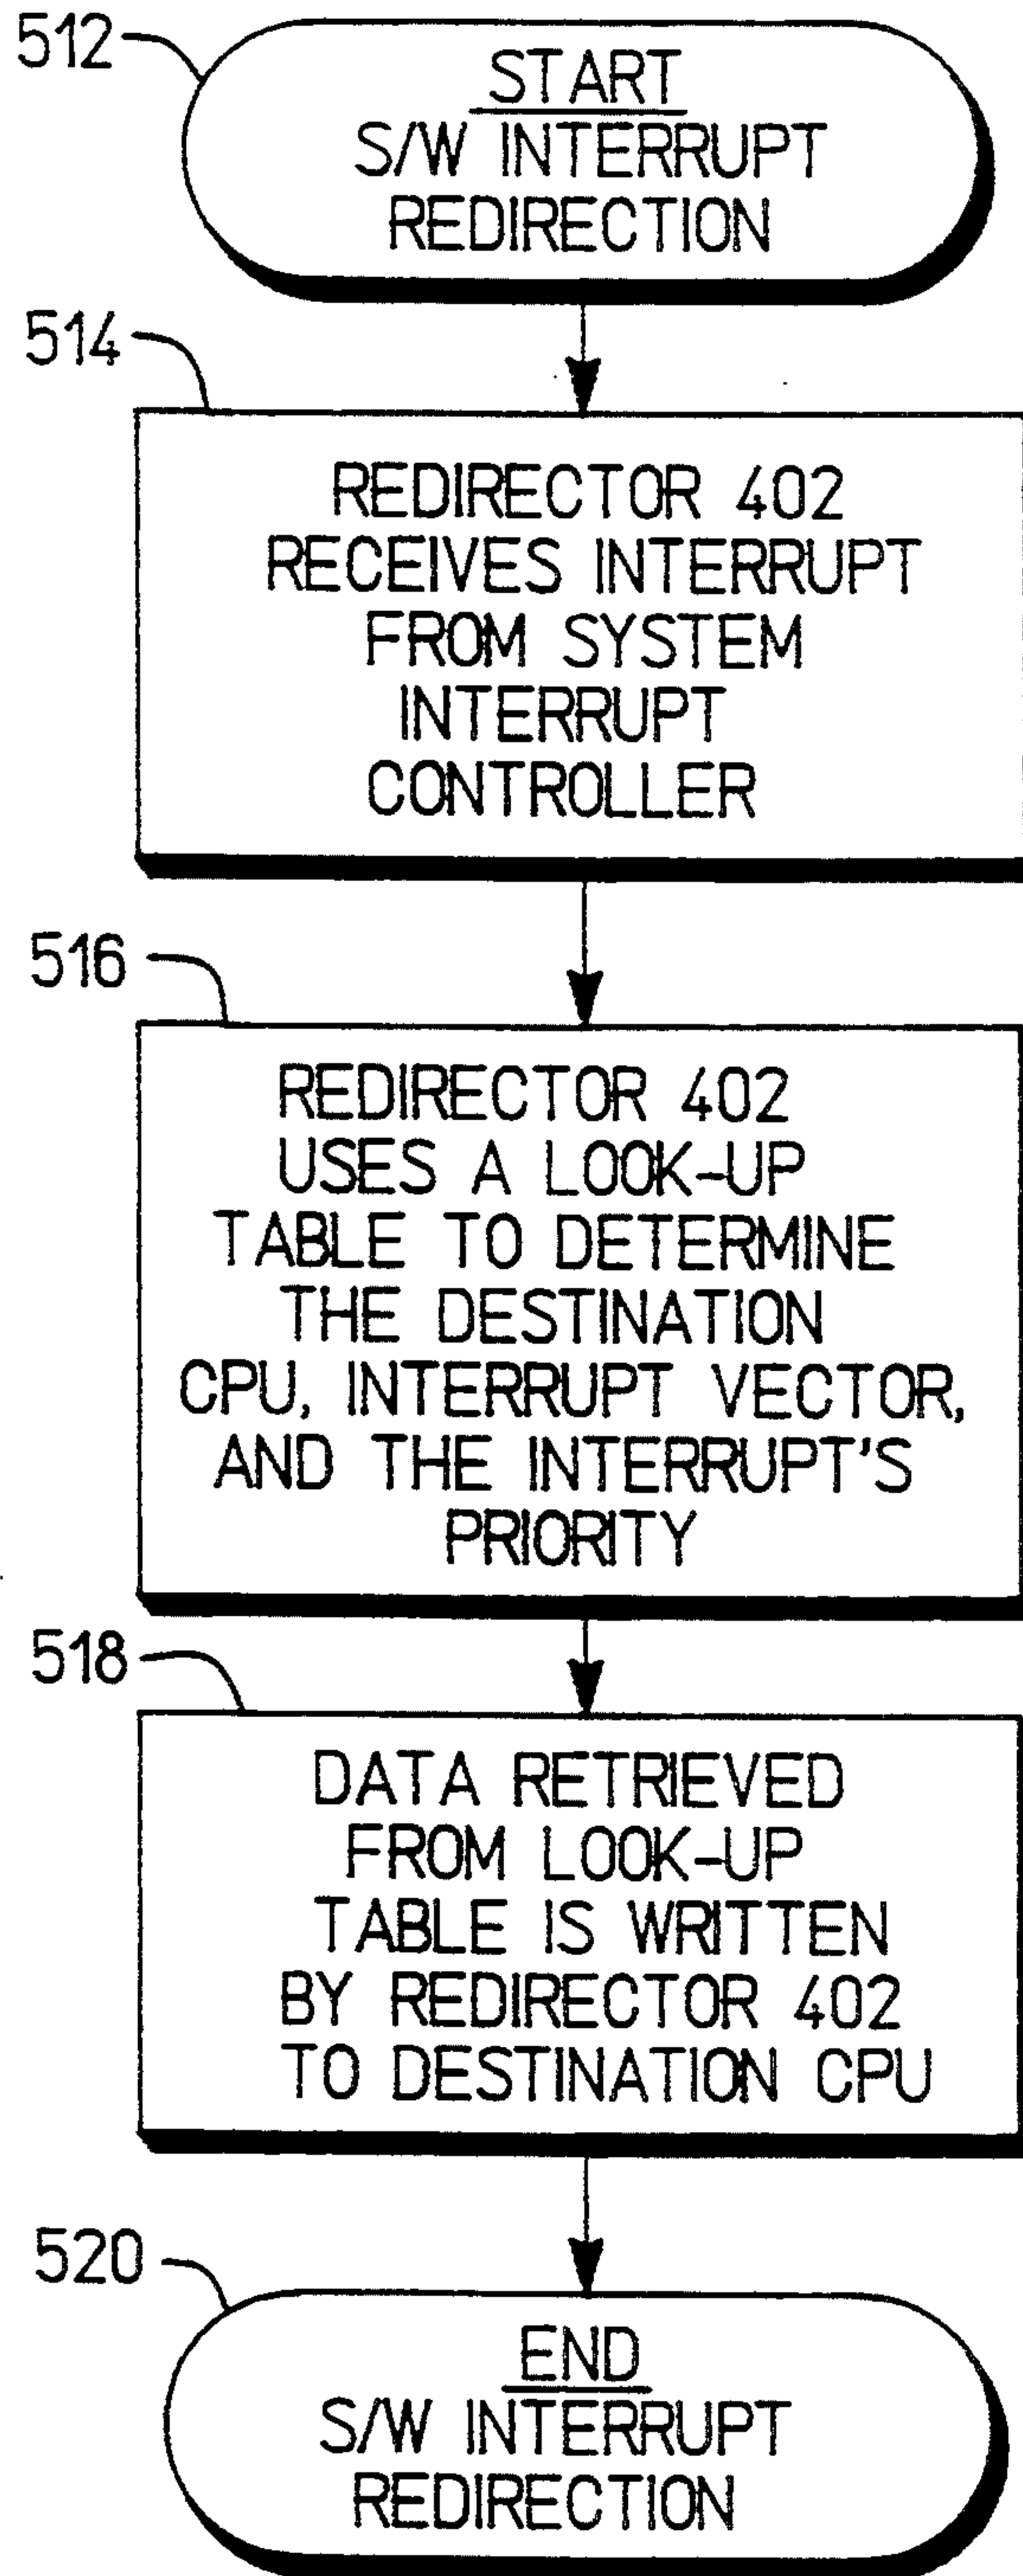 512
START
S/W INTERRUPT
REDIRECTION
514
REDIRECTOR 402
RECEIVES INTERRUPT
FROM SYSTEM
INTERRUPT
CONTROLLER
516
REDIRECTOR 402
USES A LOOK-UP
TABLE TO DETERMINE
THE DESTINATION
CPU, INTERRUPT VECTOR,
AND THE INTERRUPT'S
PRIORITY
518
DATA RETRIEVED
FROM LOOK-UP
TABLE IS WRITTEN
BY REDIRECTOR 402
TO DESTINATION CPU
520
END
S/W INTERRUPT
REDIRECTION